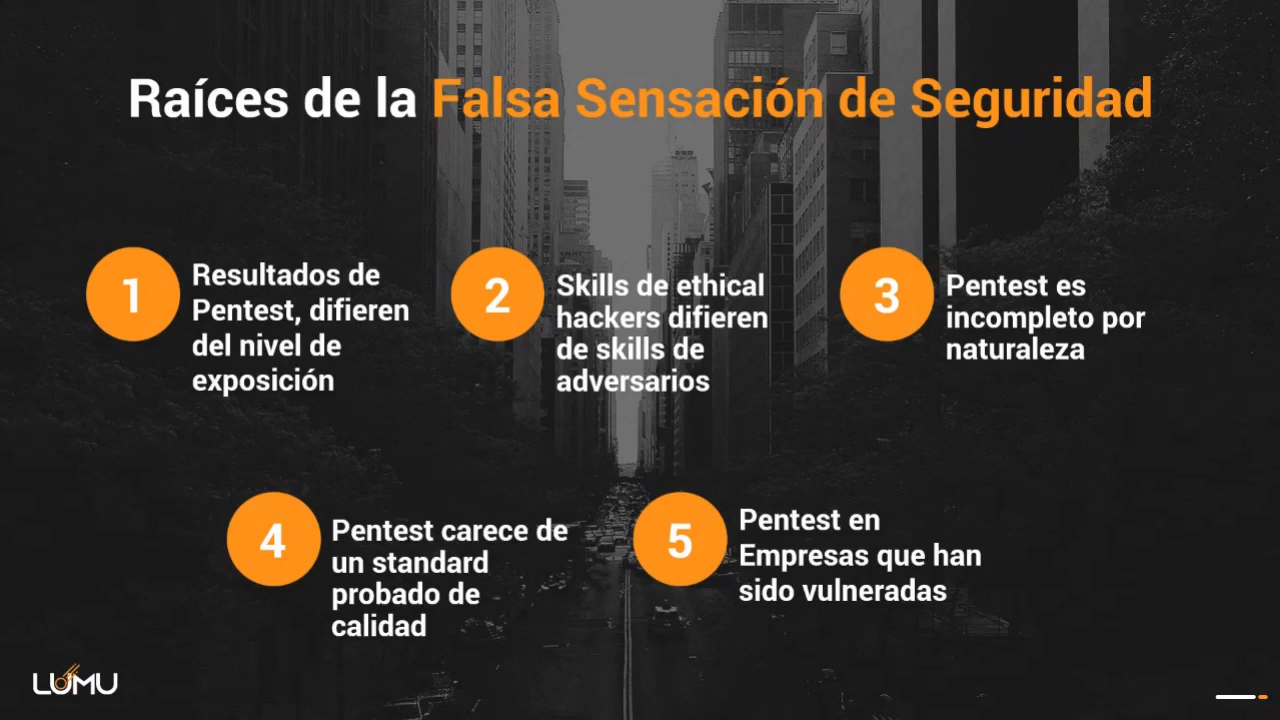 Raíces de la Falsa Sensación de Seguridad
1
Resultados de
Pentest, difieren
del nivel de
exposición
2
Skills de ethical
hackers difieren
de skills de
adversarios
3
Pentest es
incompleto por
naturaleza
4
Pentest carece de
un standard
probado de
calidad
5
Pentest en
Empresas que han
sido vulneradas
LUMU